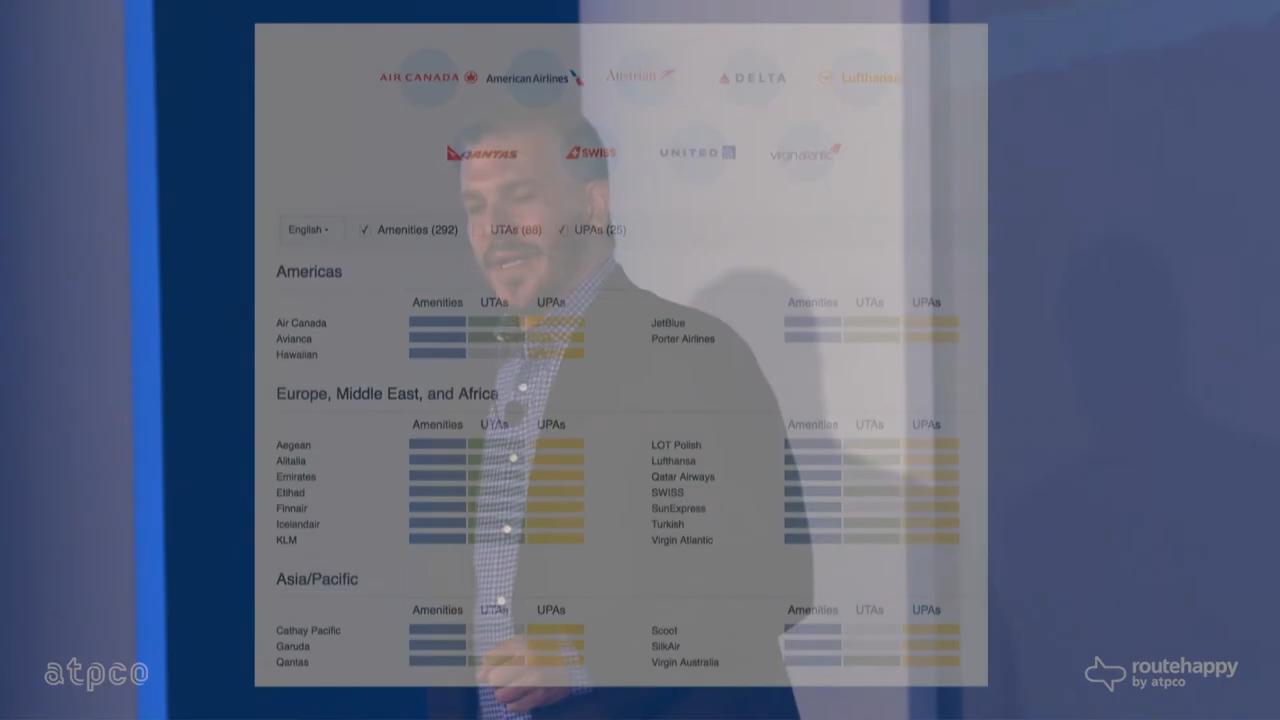 AIR CANADA American Airlines Austrian DELTA Lufthansa
QANTAS SWISS UNITED virgin atlantic
English Amenities (292) UTAs (88) UPAs (25)
Americas
Amenities UTAs UPAs Amenities UTAs UPAs
Air Canada JetBlue
Avianca Porter Airlines
Hawaiian
Europe, Middle East, and Africa
Amenities UTAs UPAs Amenities UTAs UPAs
Aegean LOT Polish
Alitalia Lufthansa
Emirates Qatar Airways
Etihad SWISS
Finnair SunExpress
Icelandair Turkish
KLM Virgin Atlantic
Asia/Pacific
Amenities UTAs UPAs Amenities UTAs UPAs
Cathay Pacific Scoot
Garuda SilkAir
Qantas Virgin Australia
atpco
routehappy
by atpco